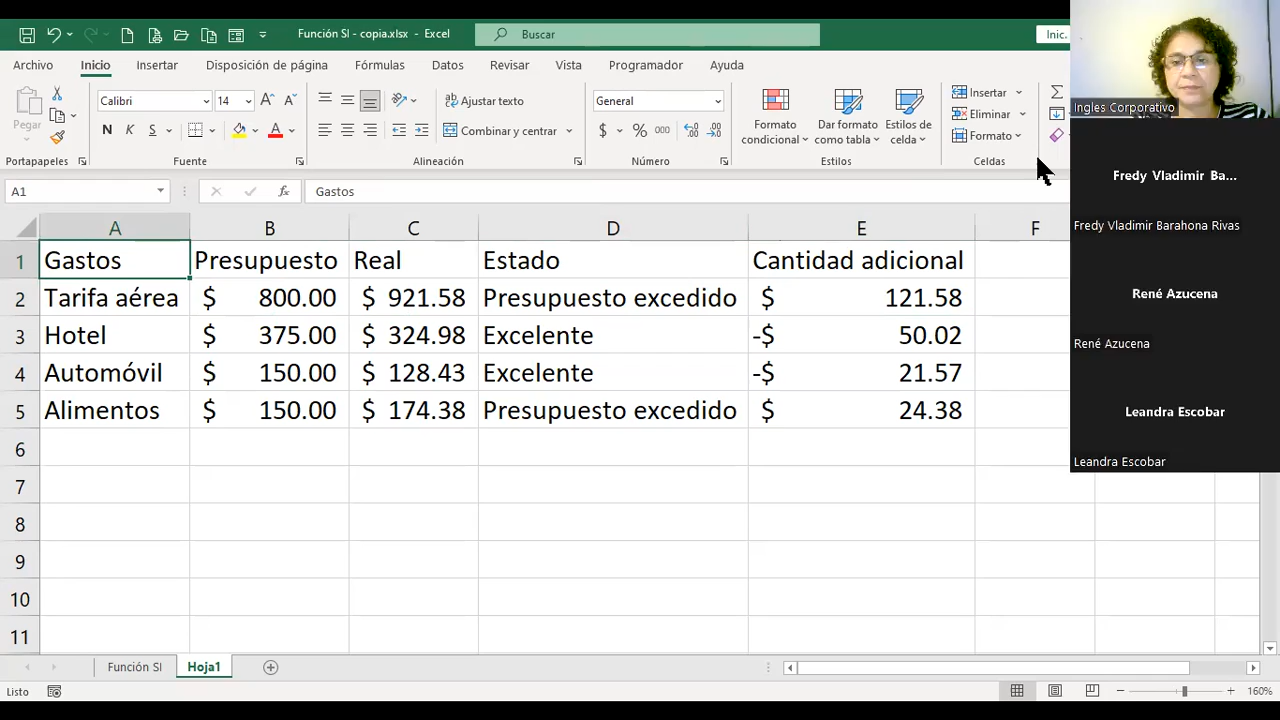 Función SI - copia.xlsx - Excel
Buscar
Inic.
Archivo Inicio Insertar Disposición de página Fórmulas Datos Revisar Vista Programador Ayuda
Pegar
Portapapeles
Calibri 14
N K S
Fuente
Ajustar texto
Combinar y centrar
Alineación
General
$ % 000
Número
Formato condicional
Dar formato como tabla
Estilos de celda
Estilos
Insertar
Eliminar
Formato
Celdas
A1 fx Gastos
A B C D E F
1 Gastos Presupuesto Real Estado Cantidad adicional
2 Tarifa aérea $ 800.00 $ 921.58 Presupuesto excedido $ 121.58
3 Hotel $ 375.00 $ 324.98 Excelente -$ 50.02
4 Automóvil $ 150.00 $ 128.43 Excelente -$ 21.57
5 Alimentos $ 150.00 $ 174.38 Presupuesto excedido $ 24.38
6
7
8
9
10
11
Función SI Hoja1
Listo
160%
Ingles Corporativo
Fredy Vladimir Ba...
Fredy Vladimir Barahona Rivas
René Azucena
René Azucena
Leandra Escobar
Leandra Escobar